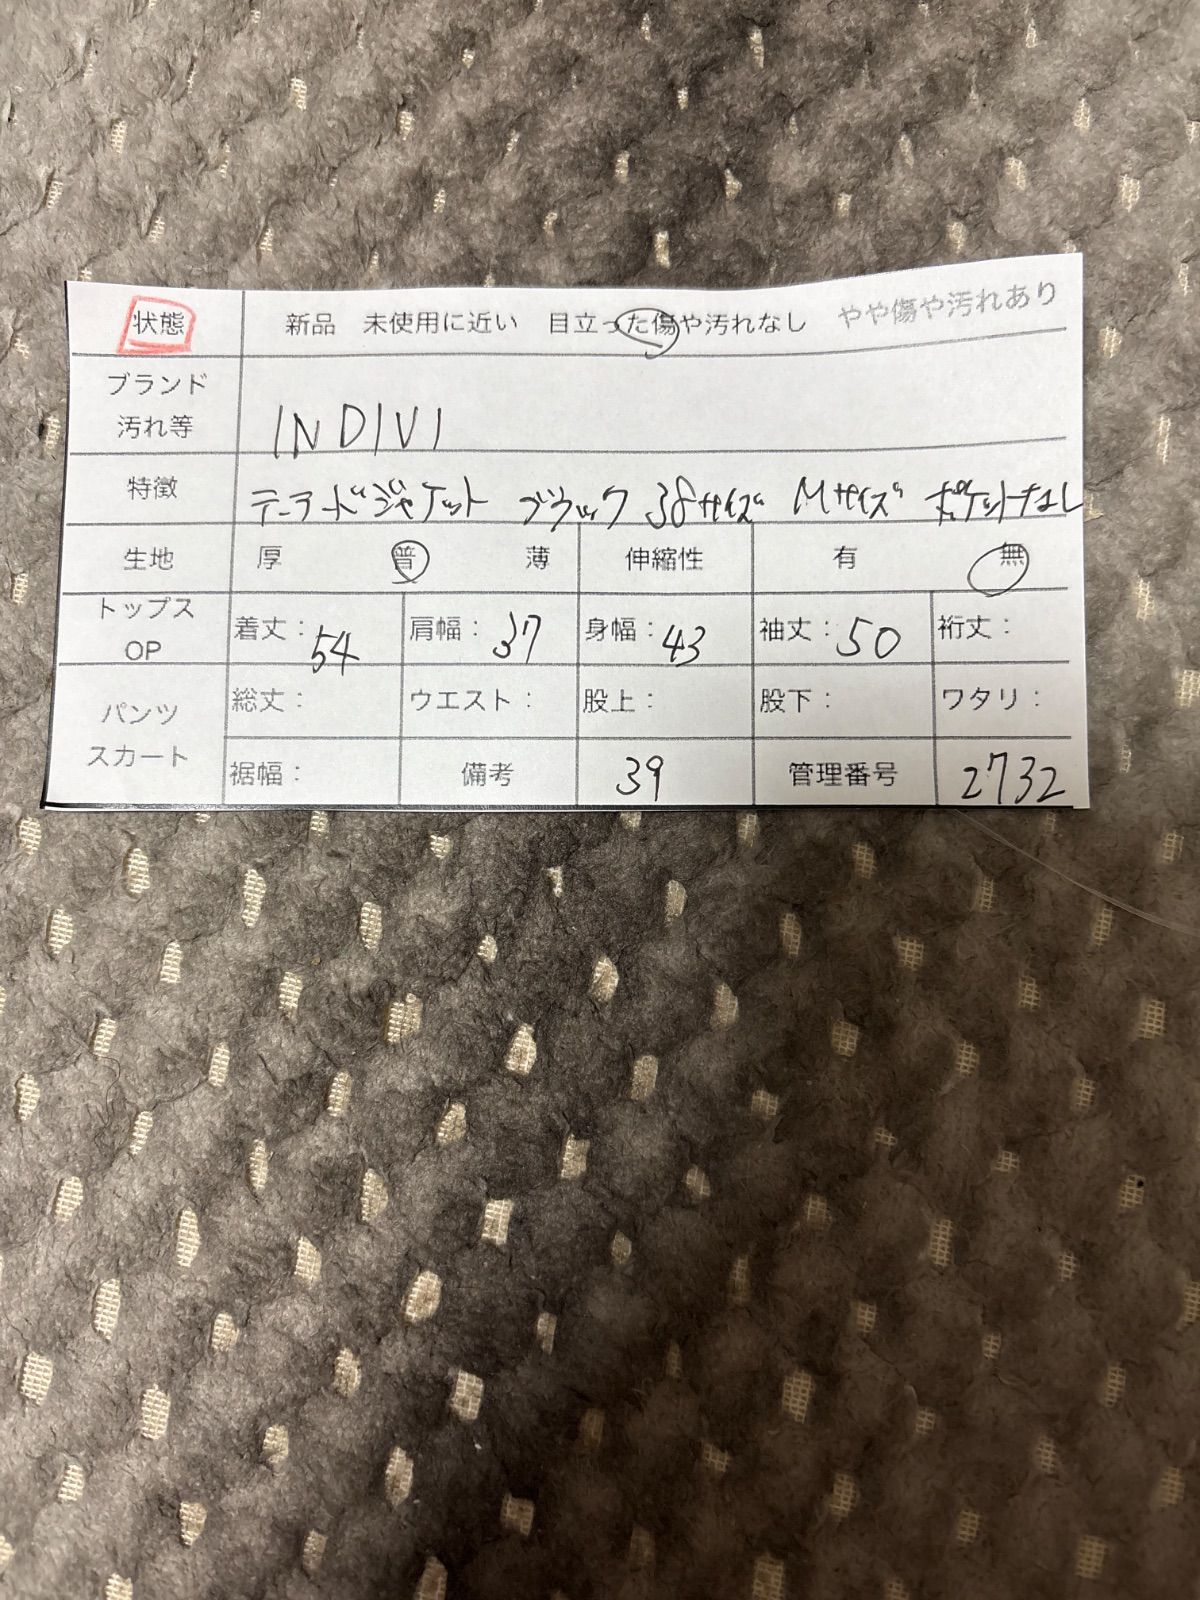 状態 新品 未使用に近い 目立った傷や汚れなし やや傷や汚れあり
ブランド
汚れ等 INDIVI
特徴 テーラードジャケット ブラック 38サイズ Mサイズ ポケットなし
生地 厚 普 薄 伸縮性 有 無
トップス
OP 着丈: 54 肩幅: 37 身幅: 43 袖丈: 50 裄丈:
パンツ
スカート 総丈: ウエスト: 股上: 股下: ワタリ:
裾幅: 備考 39 管理番号 2732